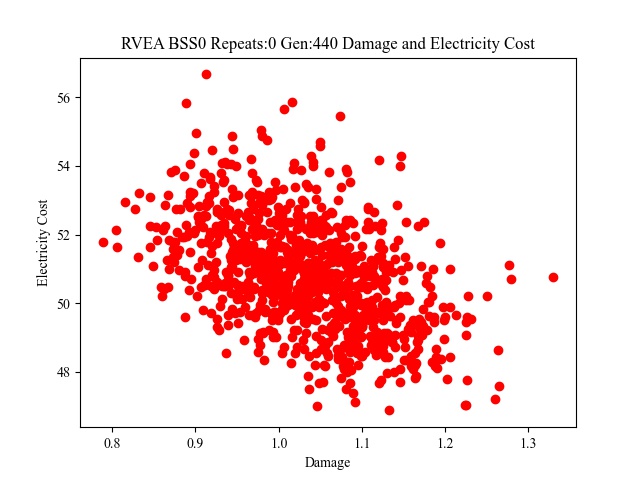 RVEA BSS0 Repeats:0 Gen:440 Damage and Electricity Cost
Electricity Cost
56
54
52
50
48
0.8 0.9 1.0 1.1 1.2 1.3
Damage